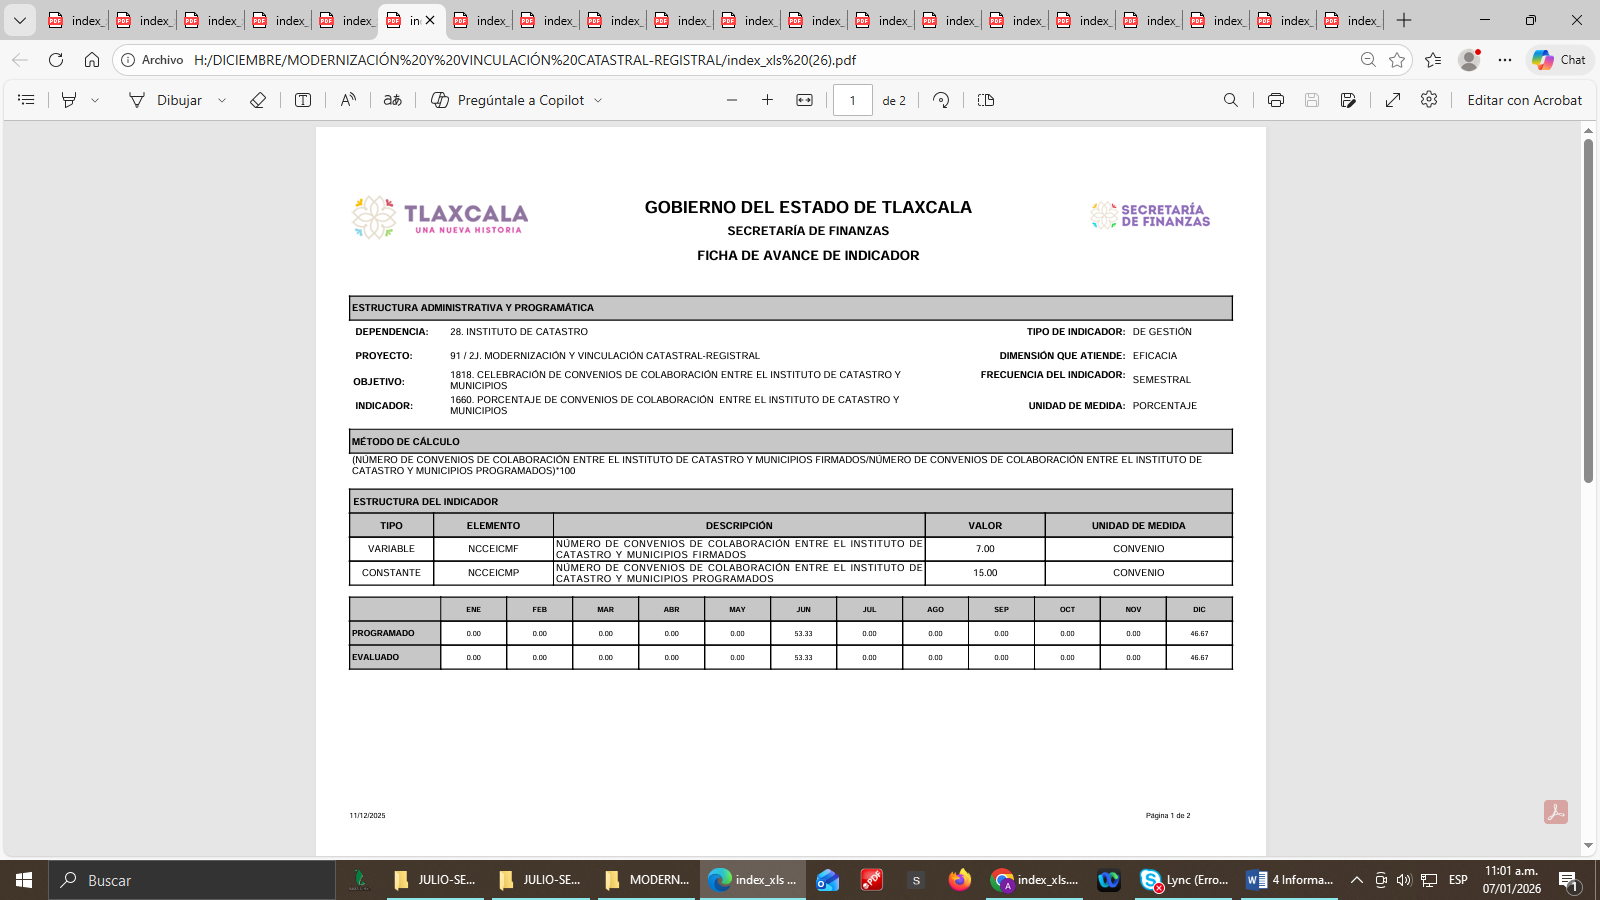 index_
index_
index_
index_
index_
in
index_
index_
index_
index_
index_
index_
index_
index_
index_
index_
index_
index_
index_
index_
Archivo H:/DICIEMBRE/MODERNIZACIÓN%20Y%20VINCULACIÓN%20CATASTRAL-REGISTRAL/index_xls%20(26).pdf
Chat
Dibujar
Pregúntale a Copilot
1 de 2
Editar con Acrobat
TLAXCALA
UNA NUEVA HISTORIA
GOBIERNO DEL ESTADO DE TLAXCALA
SECRETARÍA DE FINANZAS
FICHA DE AVANCE DE INDICADOR
SECRETARÍA
DE FINANZAS
ESTRUCTURA ADMINISTRATIVA Y PROGRAMÁTICA
DEPENDENCIA: 28. INSTITUTO DE CATASTRO TIPO DE INDICADOR: DE GESTIÓN
PROYECTO: 91 / 2J. MODERNIZACIÓN Y VINCULACIÓN CATASTRAL-REGISTRAL DIMENSIÓN QUE ATIENDE: EFICACIA
OBJETIVO: 1818. CELEBRACIÓN DE CONVENIOS DE COLABORACIÓN ENTRE EL INSTITUTO DE CATASTRO Y
MUNICIPIOS
FRECUENCIA DEL INDICADOR: SEMESTRAL
INDICADOR: 1660. PORCENTAJE DE CONVENIOS DE COLABORACIÓN ENTRE EL INSTITUTO DE CATASTRO Y
MUNICIPIOS
UNIDAD DE MEDIDA: PORCENTAJE
MÉTODO DE CÁLCULO
(NÚMERO DE CONVENIOS DE COLABORACIÓN ENTRE EL INSTITUTO DE CATASTRO Y MUNICIPIOS FIRMADOS/NÚMERO DE CONVENIOS DE COLABORACIÓN ENTRE EL INSTITUTO DE
CATASTRO Y MUNICIPIOS PROGRAMADOS)*100
ESTRUCTURA DEL INDICADOR
TIPO ELEMENTO DESCRIPCIÓN VALOR UNIDAD DE MEDIDA
VARIABLE NCCEICMF NÚMERO DE CONVENIOS DE COLABORACIÓN ENTRE EL INSTITUTO DE
CATASTRO Y MUNICIPIOS FIRMADOS
7.00 CONVENIO
CONSTANTE NCCEICMP NÚMERO DE CONVENIOS DE COLABORACIÓN ENTRE EL INSTITUTO DE
CATASTRO Y MUNICIPIOS PROGRAMADOS
15.00 CONVENIO
ENE FEB MAR ABR MAY JUN JUL AGO SEP OCT NOV DIC
PROGRAMADO 0.00 0.00 0.00 0.00 0.00 53.33 0.00 0.00 0.00 0.00 0.00 46.67
EVALUADO 0.00 0.00 0.00 0.00 0.00 53.33 0.00 0.00 0.00 0.00 0.00 46.67
11/12/2025 Página 1 de 2
Buscar
JULIO-SE...
JULIO-SE...
MODERN...
index_xls ...
index_xls....
Lync (Erro...
4 Informa...
ESP
11:01 a.m.
07/01/2026
1